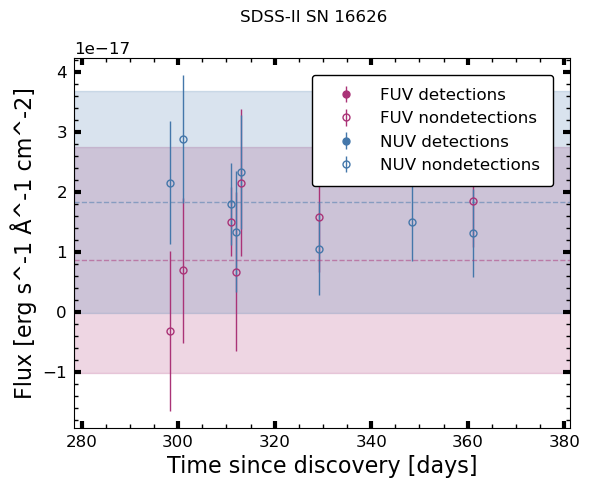 SDSS-II SN 16626
1e−17
4
3
2
1
0
−1
Flux [erg s^-1 Å^-1 cm^-2]
FUV detections
FUV nondetections
NUV detections
NUV nondetections
280 300 320 340 360 380
Time since discovery [days]